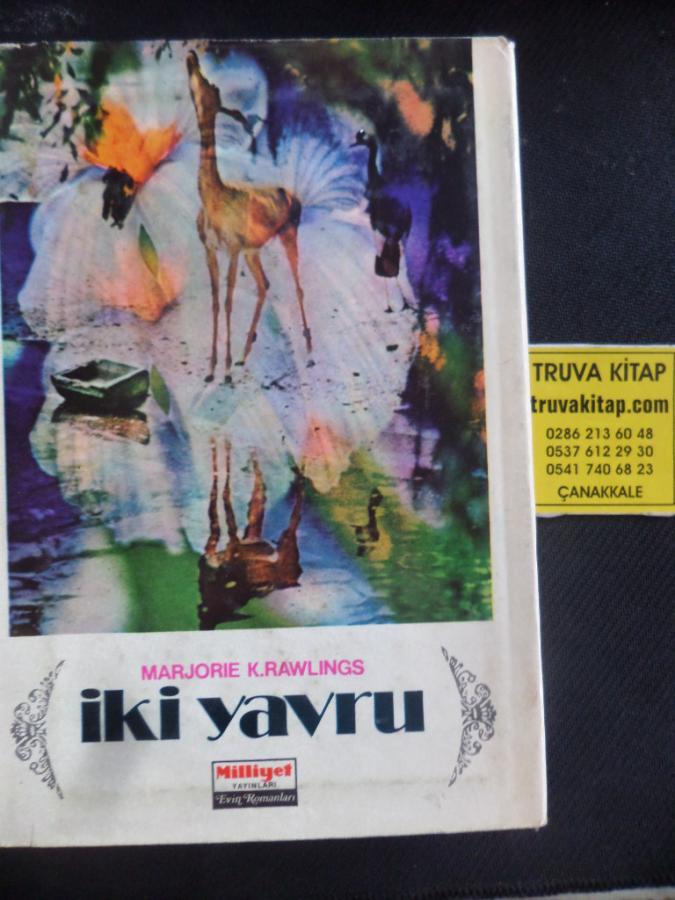 MARJORIE K.RAWLINGS
iki yavru
Milliyet
YAYINLARI
Evin Romanları
TRUVA KİTAP
truvakitap.com
0286 213 60 48
0537 612 29 30
0541 740 68 23
ÇANAKKALE